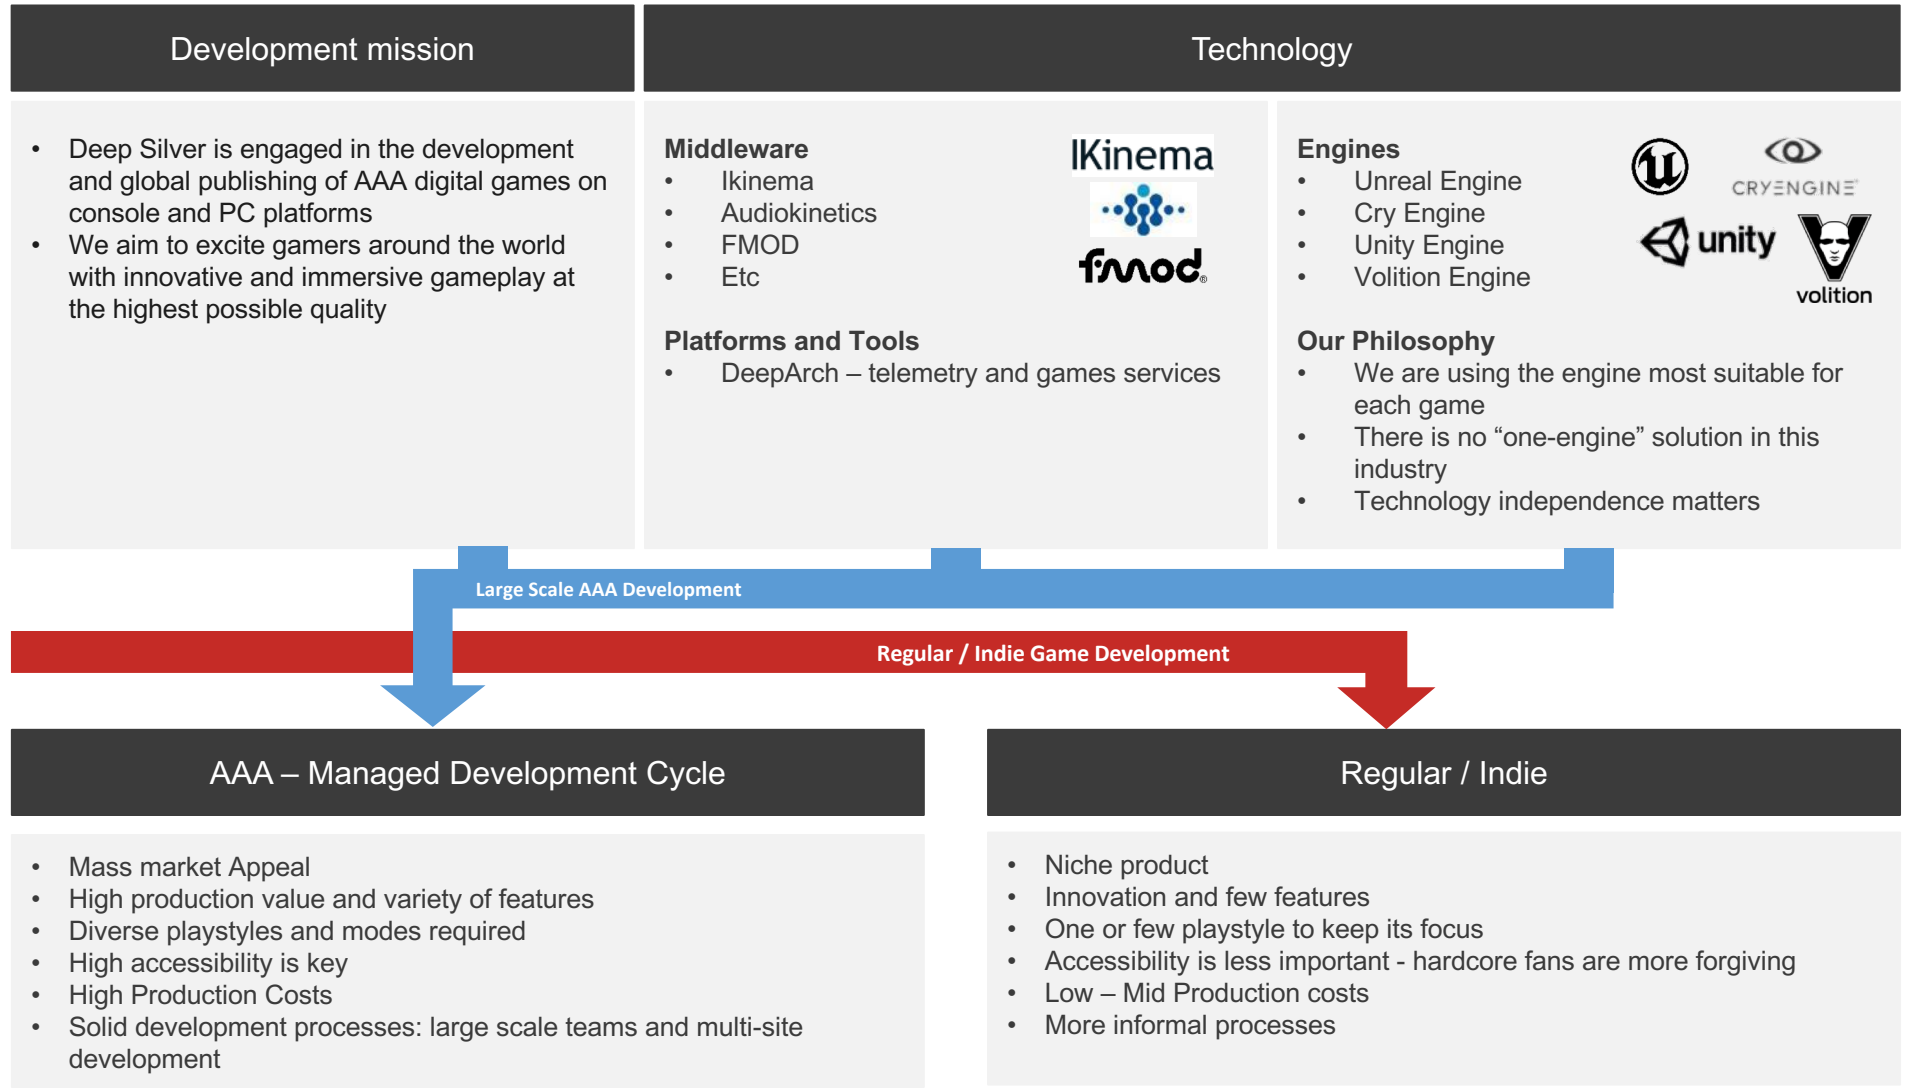 Development mission
Technology
• Deep Silver is engaged in the development
and global publishing of AAA digital games on
console and PC platforms
• We aim to excite gamers around the world
with innovative and immersive gameplay at
the highest possible quality
Middleware
• Ikinema
• Audiokinetics
• FMOD
• Etc
IKinema
fmod®
Platforms and Tools
• DeepArch – telemetry and games services
Engines
• Unreal Engine
• Cry Engine
• Unity Engine
• Volition Engine
CRYENGINE
unity
volition
Our Philosophy
• We are using the engine most suitable for
each game
• There is no “one-engine” solution in this
industry
• Technology independence matters
Large Scale AAA Development
Regular / Indie Game Development
AAA – Managed Development Cycle
• Mass market Appeal
• High production value and variety of features
• Diverse playstyles and modes required
• High accessibility is key
• High Production Costs
• Solid development processes: large scale teams and multi-site
development
Regular / Indie
• Niche product
• Innovation and few features
• One or few playstyle to keep its focus
• Accessibility is less important - hardcore fans are more forgiving
• Low – Mid Production costs
• More informal processes